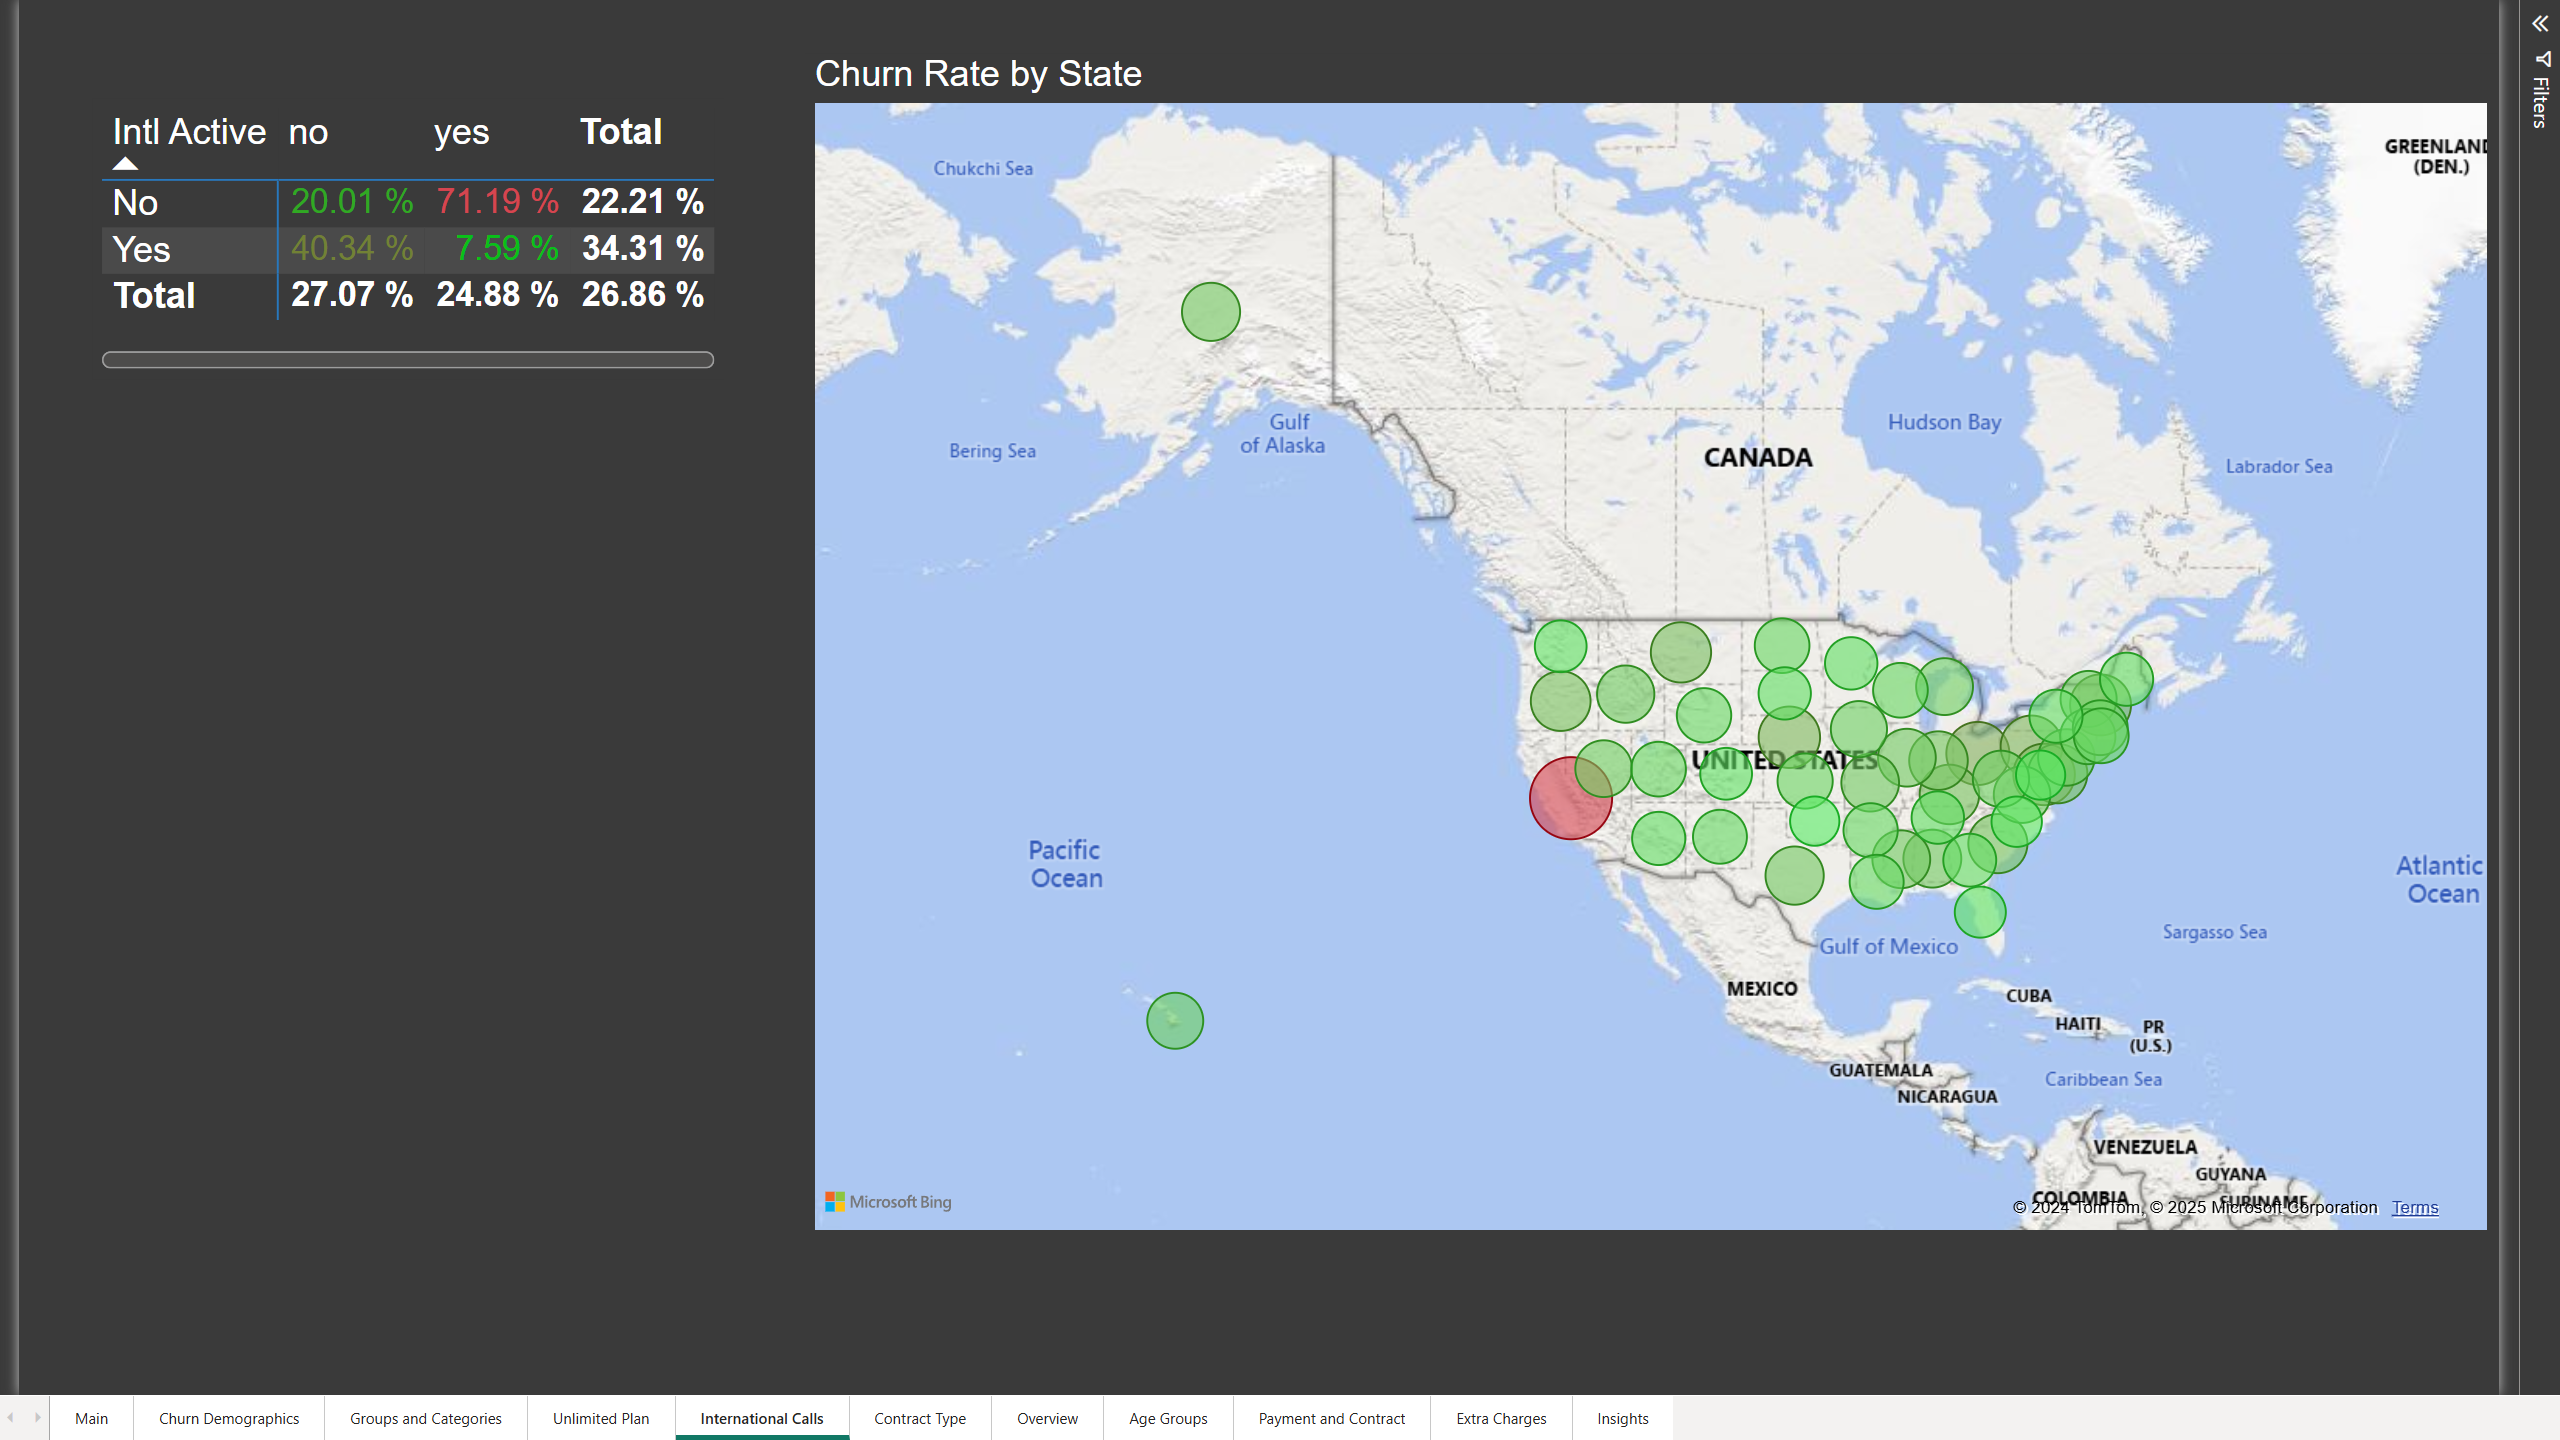 Churn Rate by State
Filters
Intl Active no yes Total
No 20.01 % 71.19 % 22.21 %
Yes 40.34 % 7.59 % 34.31 %
Total 27.07 % 24.88 % 26.86 %
GREENLAND
(DEN.)
Chukchi Sea
Gulf
of Alaska
Bering Sea
Hudson Bay
CANADA
Labrador Sea
UNITED STATES
Pacific
Ocean
Atlantic
Ocean
Sargasso Sea
Gulf of Mexico
MEXICO
CUBA
HAITI
PR
(U.S.)
GUATEMALA
Caribbean Sea
NICARAGUA
VENEZUELA
GUYANA
COLOMBIA
SURINAME
Microsoft Bing
© 2024 TomTom, © 2025 Microsoft Corporation Terms
Main Churn Demographics Groups and Categories Unlimited Plan International Calls Contract Type Overview Age Groups Payment and Contract Extra Charges Insights